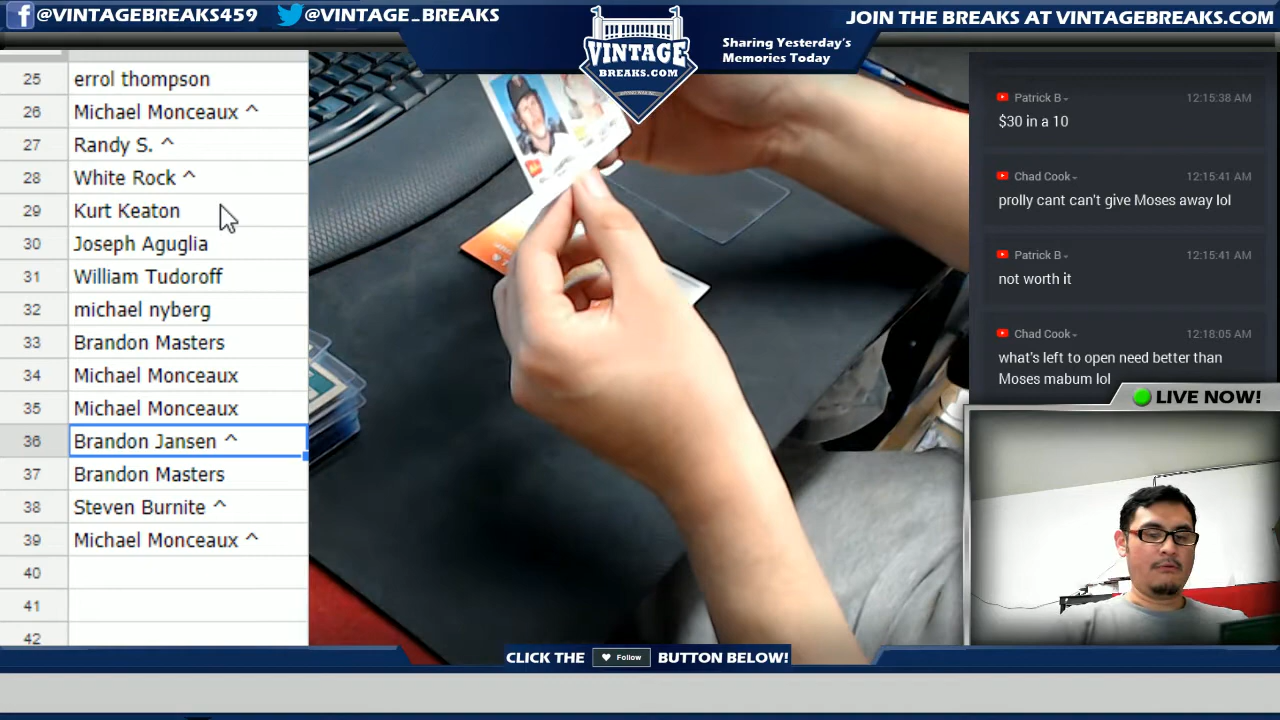 @VINTAGEBREAKS459
@VINTAGE_BREAKS
JOIN THE BREAKS AT VINTAGEBREAKS.COM
VINTAGE
BREAKS.COM
Sharing Yesterday's
Memories Today
25 errol thompson
26 Michael Monceaux ^
27 Randy S. ^
28 White Rock ^
29 Kurt Keaton
30 Joseph Aguglia
31 William Tudoroff
32 michael nyberg
33 Brandon Masters
34 Michael Monceaux
35 Michael Monceaux
36 Brandon Jansen ^
37 Brandon Masters
38 Steven Burnite ^
39 Michael Monceaux ^
40
41
42
Patrick B 12:15:38 AM
$30 in a 10
Chad Cook 12:15:41 AM
prolly cant can't give Moses away lol
Patrick B 12:15:41 AM
not worth it
Chad Cook 12:18:05 AM
what's left to open need better than
Moses mabum lol
LIVE NOW!
CLICK THE Follow BUTTON BELOW!